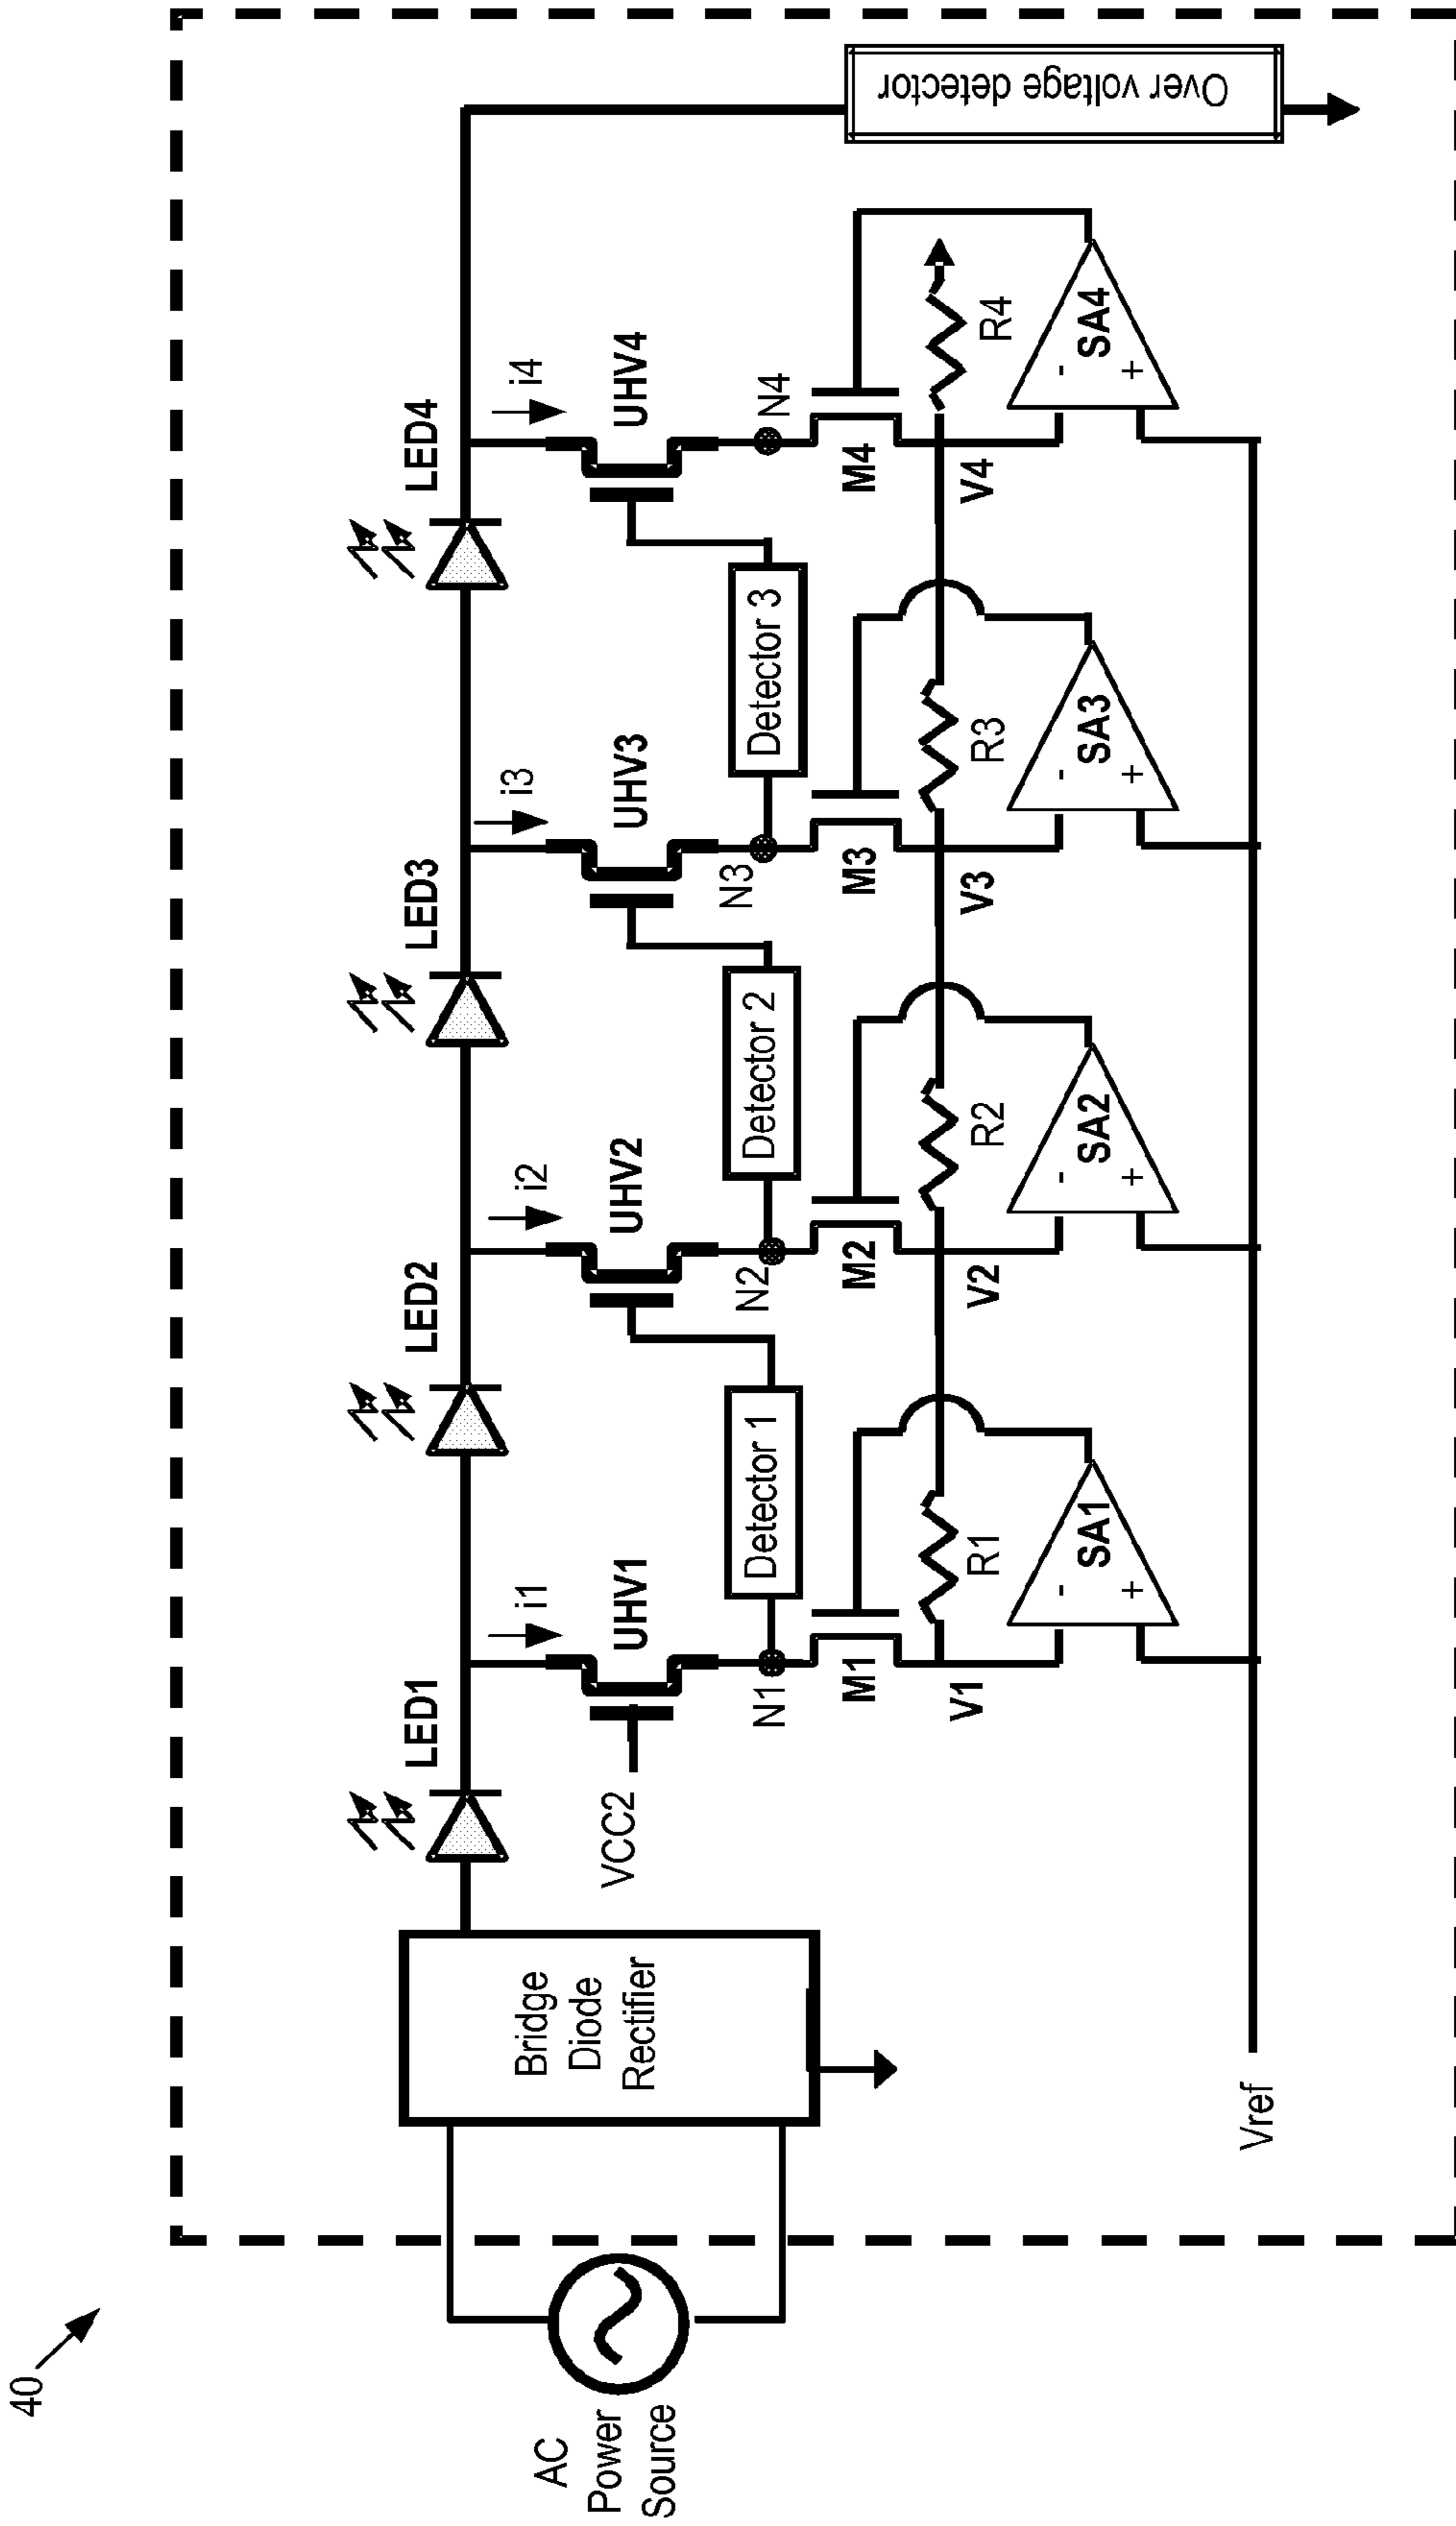 40
AC
Power
Source
Bridge
Diode
Rectifier
LED1
LED2
LED3
LED4
Over voltage detector
i1
i2
i3
i4
VCC2
UHV1
UHV2
UHV3
UHV4
N1
Detector 1
N2
Detector 2
N3
Detector 3
N4
M1
M2
M3
M4
V1
R1
V2
R2
V3
R3
V4
R4
- SA1 +
- SA2 +
- SA3 +
- SA4 +
Vref